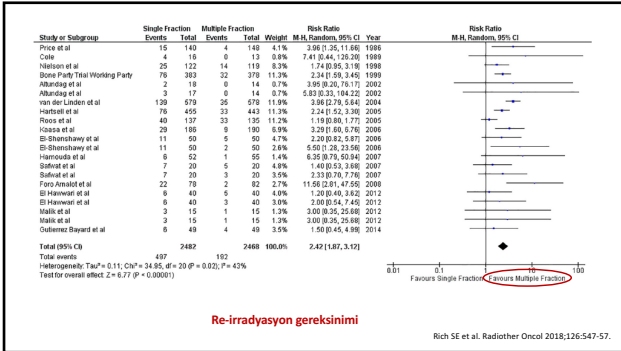 Single Fraction Multiple Fraction Risk Ratio Risk Ratio
Study or Subgroup Events Total Events Total Weight M-H, Random, 95% CI Year M-H, Random, 95% CI
Price et al 15 140 4 148 4.1% 3.96 [1.35, 11.66] 1986
Cole 4 16 0 13 0.8% 7.41 [0.44, 126.20] 1989
Nielson et al 25 122 14 119 8.1% 1.74 [0.95, 3.19] 1998
Bone Party Trial Working Party 76 383 32 378 11.8% 2.34 [1.59, 3.45] 1999
Altundag et al 2 18 0 14 0.7% 3.95 [0.20, 76.17] 2002
Altundag et al 3 17 0 14 0.7% 5.83 [0.33, 104.22] 2002
van der Linden et al 139 579 35 578 12.4% 3.96 [2.79, 5.64] 2004
Hartsell et al 76 455 33 443 11.8% 2.24 [1.52, 3.30] 2005
Roos et al 40 137 33 135 11.6% 1.19 [0.80, 1.77] 2005
Kaasa et al 29 186 9 190 6.8% 3.29 [1.60, 6.76] 2006
El-Shenshawy et al 11 50 5 50 4.6% 2.20 [0.82, 5.87] 2006
El-Shenshawy et al 11 50 2 50 2.5% 5.50 [1.28, 23.56] 2006
Hamouda et al 6 52 1 55 1.3% 6.35 [0.79, 50.94] 2007
Safwat et al 7 20 5 20 4.8% 1.40 [0.53, 3.68] 2007
Safwat et al 7 20 3 20 3.6% 2.33 [0.70, 7.76] 2007
Foro Arnalot et al 22 78 2 82 2.6% 11.56 [2.81, 47.55] 2008
El Hawwari et al 6 40 5 40 4.0% 1.20 [0.40, 3.62] 2012
El Hawwari et al 6 40 3 40 3.0% 2.00 [0.54, 7.45] 2012
Malik et al 3 15 1 15 1.3% 3.00 [0.35, 25.68] 2012
Malik et al 3 15 1 15 1.3% 3.00 [0.35, 25.68] 2012
Gutierrez Bayard et al 6 49 4 49 3.4% 1.50 [0.45, 4.99] 2014
Total (95% CI) 2482 2468 100.0% 2.42 [1.87, 3.12]
Total events 497 192
Heterogeneity: Tau² = 0.11; Chi² = 34.95, df = 20 (P = 0.02); I² = 43%
Test for overall effect: Z = 6.77 (P < 0.00001)
0.01 0.1 1 10 100
Favours Single Fraction Favours Multiple Fraction
Re-irradyasyon gereksinimi
Rich SE et al. Radiother Oncol 2018;126:547-57.